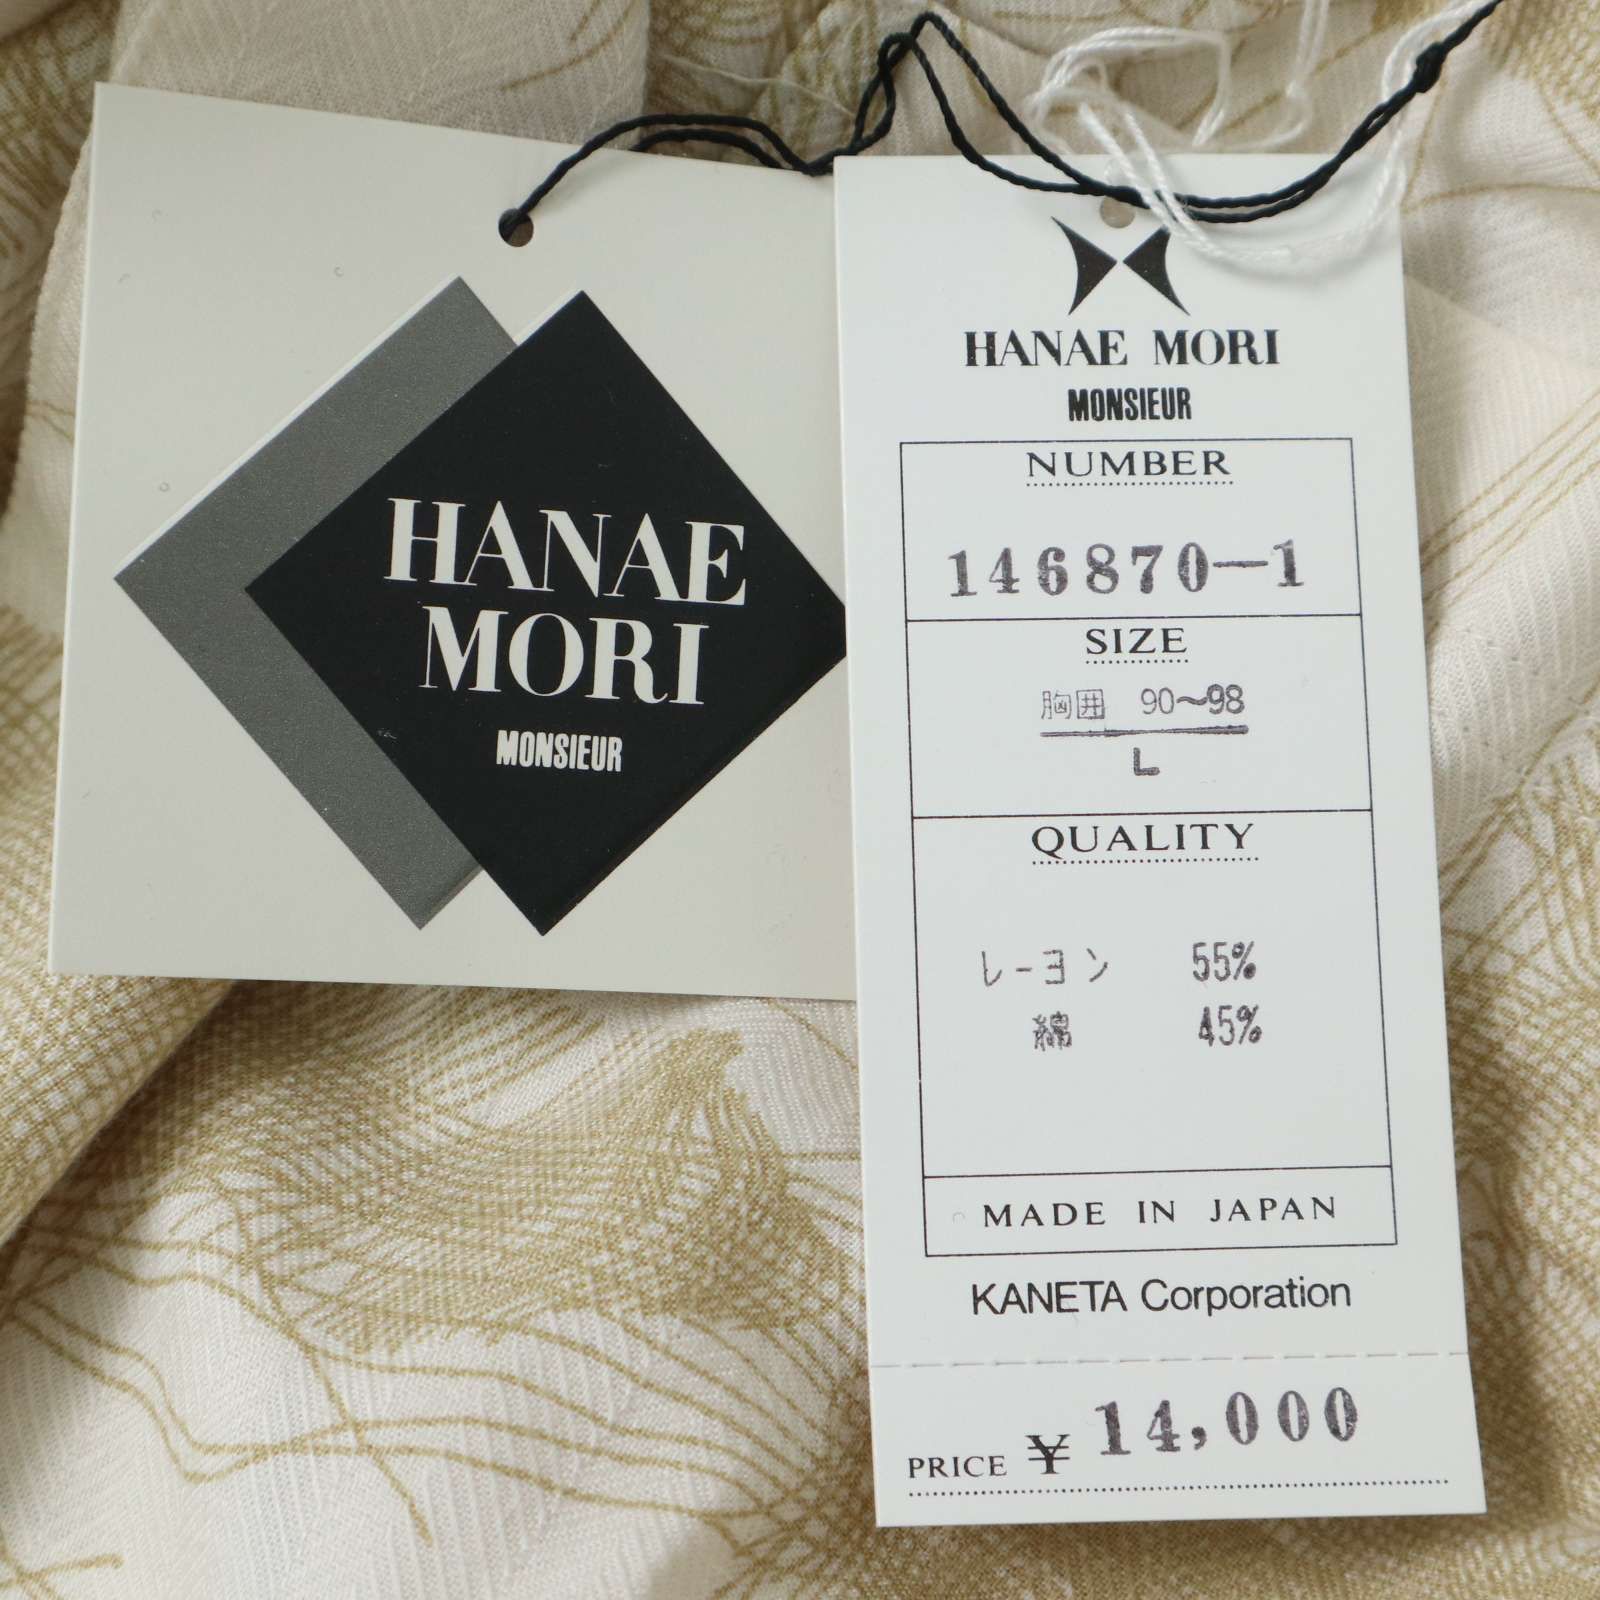 HANAE
MORI
MONSIEUR
HANAE MORI
MONSIEUR
NUMBER
146870-1
SIZE
胸囲 90~98
L
QUALITY
レーヨン 55%
綿 45%
MADE IN JAPAN
KANETA Corporation
PRICE ¥ 14,000